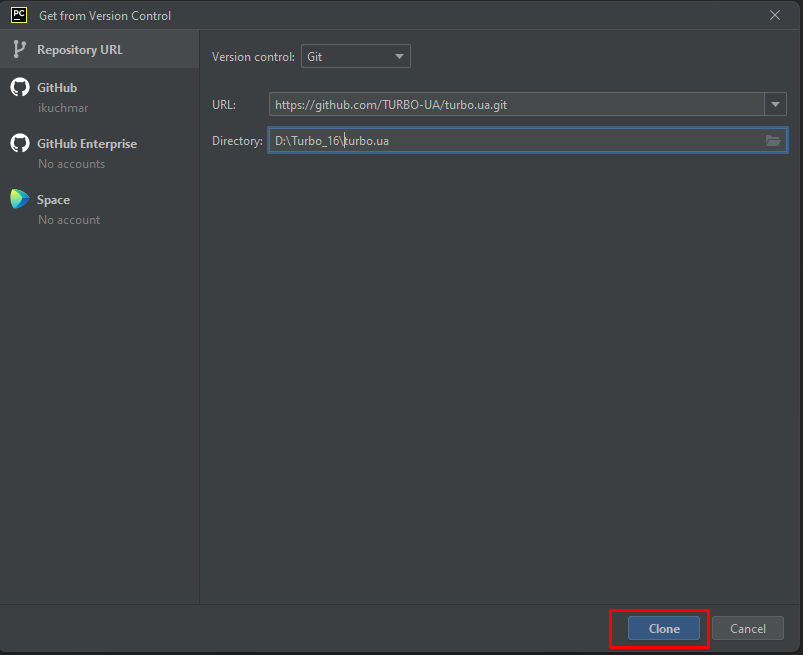 PC Get from Version Control
Repository URL
GitHub
ikuchmar
GitHub Enterprise
No accounts
Space
No account
Version control: Git
URL: https://github.com/TURBO-UA/turbo.ua.git
Directory: D:\Turbo_16\turbo.ua
Clone Cancel